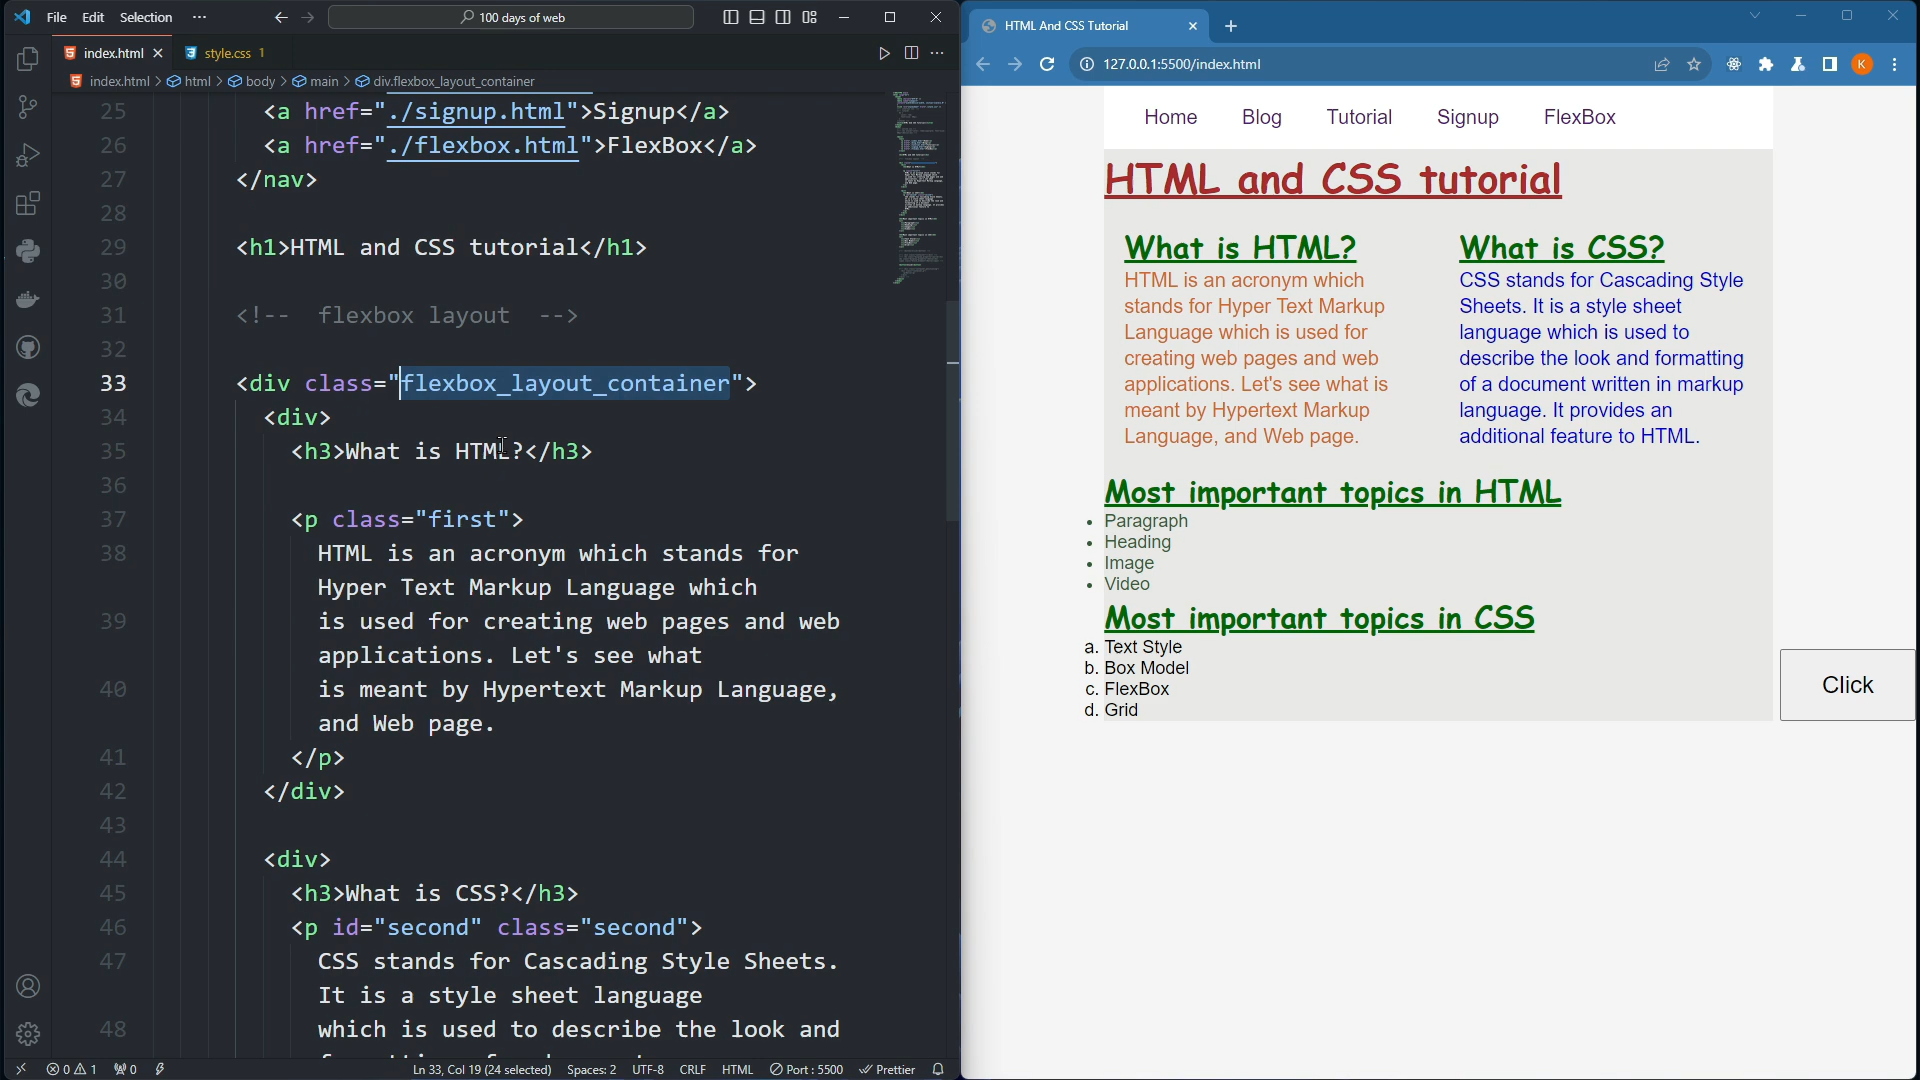 File Edit Selection ··· 100 days of web
index.html style.css 1
index.html > html > body > main > div.flexbox_layout_container
25 <a href="./signup.html">Signup</a>
26 <a href="./flexbox.html">FlexBox</a>
27 </nav>
28
29 <h1>HTML and CSS tutorial</h1>
30
31 <!-- flexbox layout -->
32
33 <div class="flexbox_layout_container">
34 <div>
35 <h3>What is HTML?</h3>
36
37 <p class="first">
38 HTML is an acronym which stands for
Hyper Text Markup Language which
39 is used for creating web pages and web
applications. Let's see what
40 is meant by Hypertext Markup Language,
and Web page.
41 </p>
42 </div>
43
44 <div>
45 <h3>What is CSS?</h3>
46 <p id="second" class="second">
47 CSS stands for Cascading Style Sheets.
It is a style sheet language
48 which is used to describe the look and
0 1 0 Ln 33, Col 19 (24 selected) Spaces: 2 UTF-8 CRLF HTML Port : 5500 Prettier
HTML And CSS Tutorial
127.0.0.1:5500/index.html K
Home Blog Tutorial Signup FlexBox
HTML and CSS tutorial
What is HTML?
HTML is an acronym which
stands for Hyper Text Markup
Language which is used for
creating web pages and web
applications. Let's see what is
meant by Hypertext Markup
Language, and Web page.
What is CSS?
CSS stands for Cascading Style
Sheets. It is a style sheet
language which is used to
describe the look and formatting
of a document written in markup
language. It provides an
additional feature to HTML.
Most important topics in HTML
• Paragraph
• Heading
• Image
• Video
Most important topics in CSS
a. Text Style
b. Box Model
c. FlexBox
d. Grid
Click